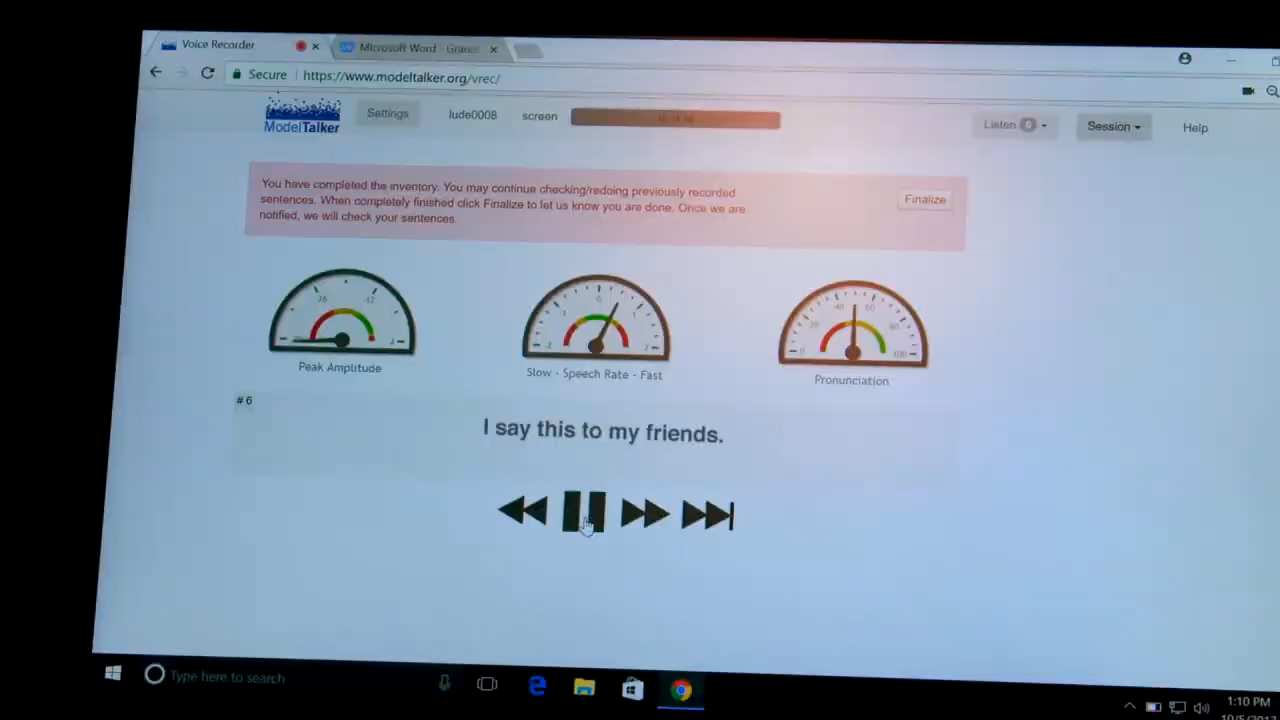 Voice Recorder
Microsoft Word -
Secure https://www.modeltalker.org/vrec/
ModelTalker
Settings
lude0008
screen
Listen
Session
Help
You have completed the inventory. You may continue checking/redoing previously recorded
sentences. When completely finished click Finalize to let us know you are done. Once we are
notified, we will check your sentences.
Finalize
Peak Amplitude
Slow - Speech Rate - Fast
Pronunciation
# 6
I say this to my friends.
Type here to search
1:10 PM